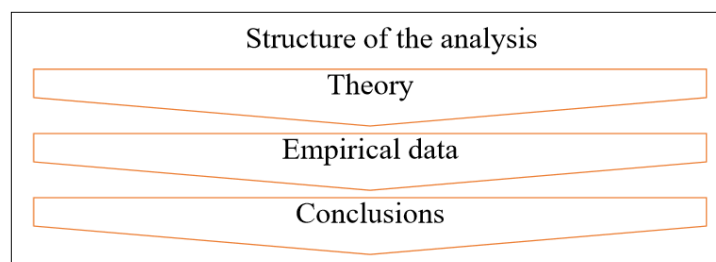 Structure of the analysis
Theory
Empirical data
Conclusions